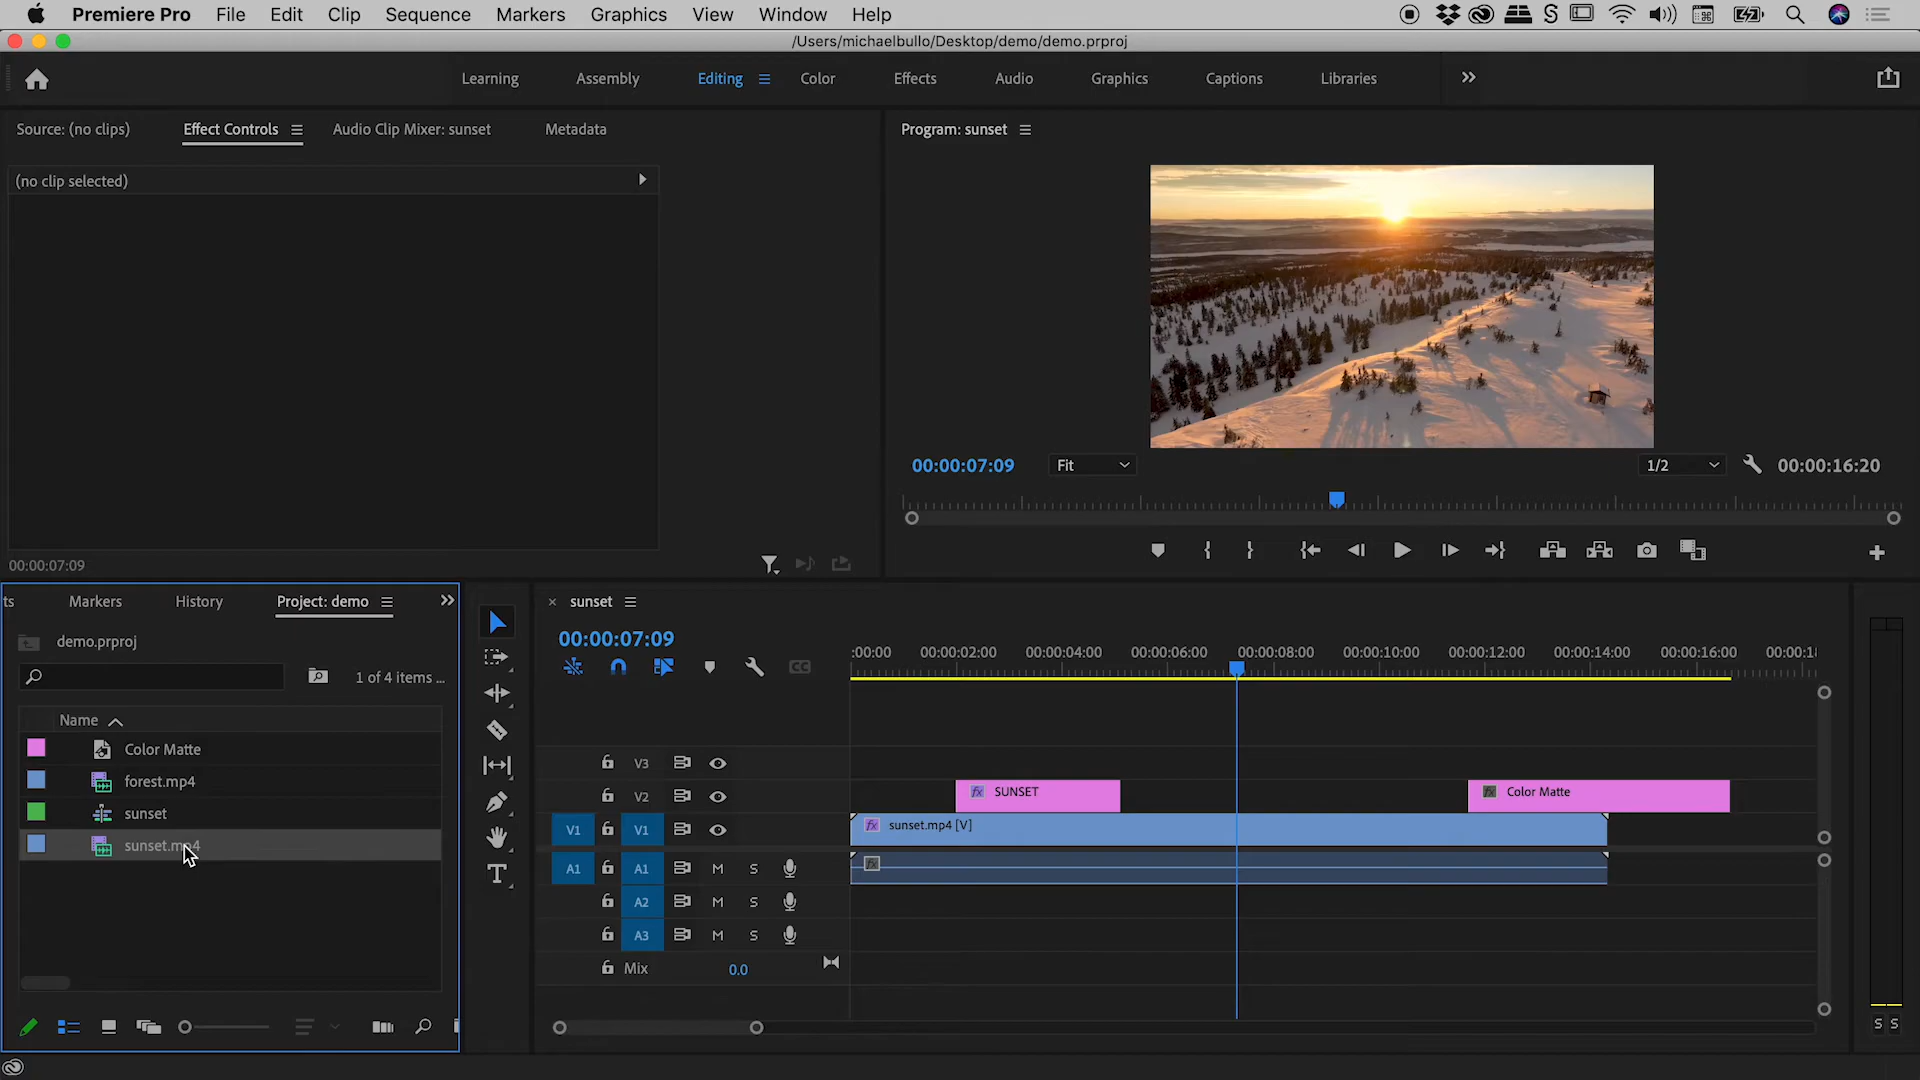 Premiere Pro File Edit Clip Sequence Markers Graphics View Window Help
/Users/michaelbullo/Desktop/demo/demo.prproj
Learning Assembly Editing Color Effects Audio Graphics Captions Libraries
Source: (no clips) Effect Controls Audio Clip Mixer: sunset Metadata
Program: sunset
(no clip selected)
00:00:07:09 Fit 1/2 00:00:16:20
00:00:07:09
ts Markers History Project: demo
demo.prproj
1 of 4 items ...
Name
Color Matte
forest.mp4
sunset
sunset.mp4
sunset
00:00:07:09
:00:00 00:00:02:00 00:00:04:00 00:00:06:00 00:00:08:00 00:00:10:00 00:00:12:00 00:00:14:00 00:00:16:00 00:00:18
V3
V2 fx SUNSET fx Color Matte
V1 V1 fx sunset.mp4 [V]
A1 A1 M S fx
A2 M S
A3 M S
Mix 0.0
S S